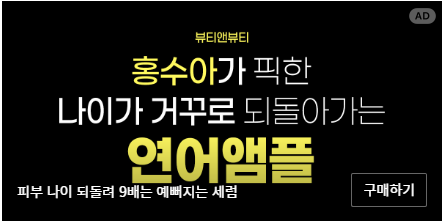 AD
뷰티앤뷰티
홍수아가 픽한
나이가 거꾸로 되돌아가는
연어앰플
피부 나이 되돌려 9배는 예뻐지는 세럼
구매하기